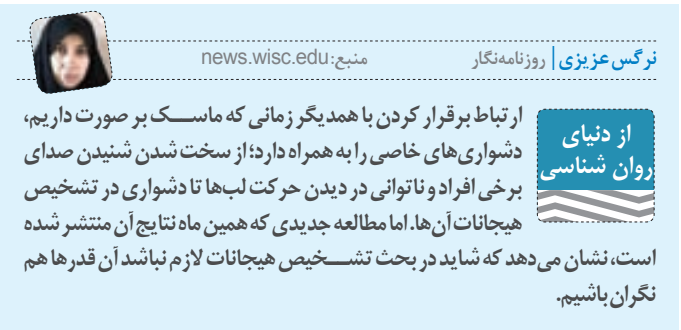 نرگس عزیزی | روزنامه‌نگار
منبع: news.wisc.edu
از دنیای
روان شناسی
ارتباط برقرار کردن با همدیگر زمانی که ماسک بر صورت داریم،
دشواری‌های خاصی را به همراه دارد؛ از سخت شدن شنیدن صدای
برخی افراد و ناتوانی در دیدن حرکت لب‌ها تا دشواری در تشخیص
هیجانات آن‌ها. اما مطالعه جدیدی که همین ماه نتایج آن منتشر شده
است، نشان می‌دهد که شاید در بحث تشخیص هیجانات لازم نباشد آن قدرها هم
نگران باشیم.